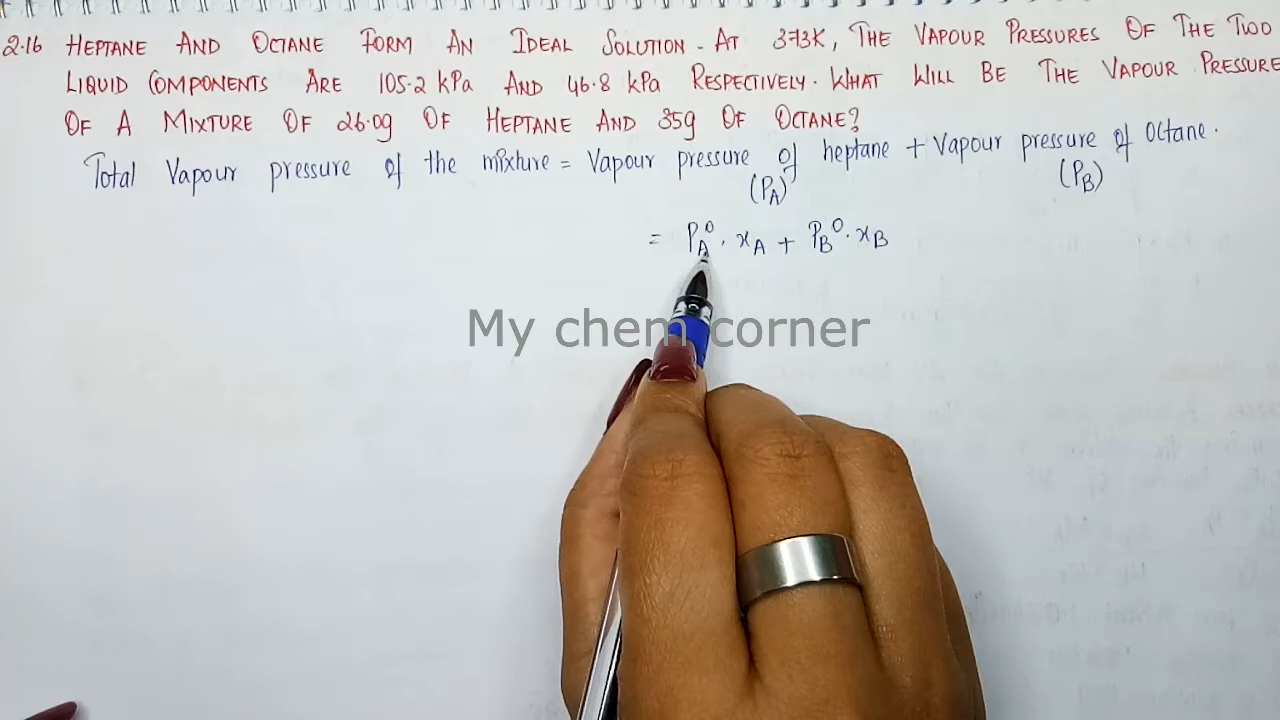 2.16 HEPTANE AND OCTANE FORM AN IDEAL SOLUTION. AT 373K, THE VAPOUR PRESSURES OF THE TWO
LIQUID COMPONENTS ARE 105.2 kPa AND 46.8 kPa RESPECTIVELY. WHAT WILL BE THE VAPOUR PRESSURE
OF A MIXTURE OF 26.0g OF HEPTANE AND 35g OF OCTANE?
Total Vapour pressure of the mixture = Vapour pressure of heptane + Vapour pressure of Octane.
(PA) (PB)
= PA⁰ · xA + PB⁰ · xB
My chem corner